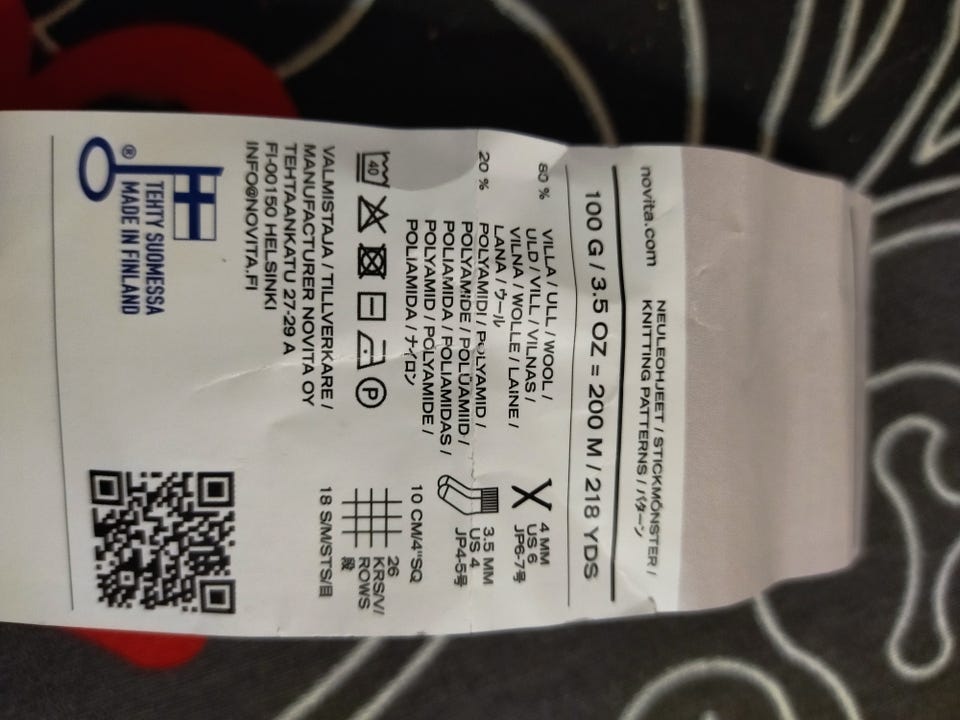 novita.com
NEULEOHJEET / STICKMÖNSTER /
KNITTING PATTERNS / パターン
100 G / 3.5 OZ = 200 M / 218 YDS
80 %
VILLA / ULL / WOOL /
ULD / VILL / VILNAS /
VILNA / WOLLE / LAINE /
LANA / ウール
20 %
POLYAMIDI / POLYAMID /
POLYAMIDE / POLÜAMIID /
POLIAMIDA / POLIAMIDAS /
POLYAMID / POLYAMIDE /
POLIAMIDA / ナイロン
4 MM
US 6
JP6-7号
3.5 MM
US 4
JP4-5号
10 CM/4"SQ
26
KRS/V/
ROWS
段
18 S/M/STS/目
40
P
VALMISTAJA / TILLVERKARE /
MANUFACTURER NOVITA OY
TEHTAANKATU 27-29 A
FI-00150 HELSINKI
INFO@NOVITA.FI
®
TEHTY SUOMESSA
MADE IN FINLAND